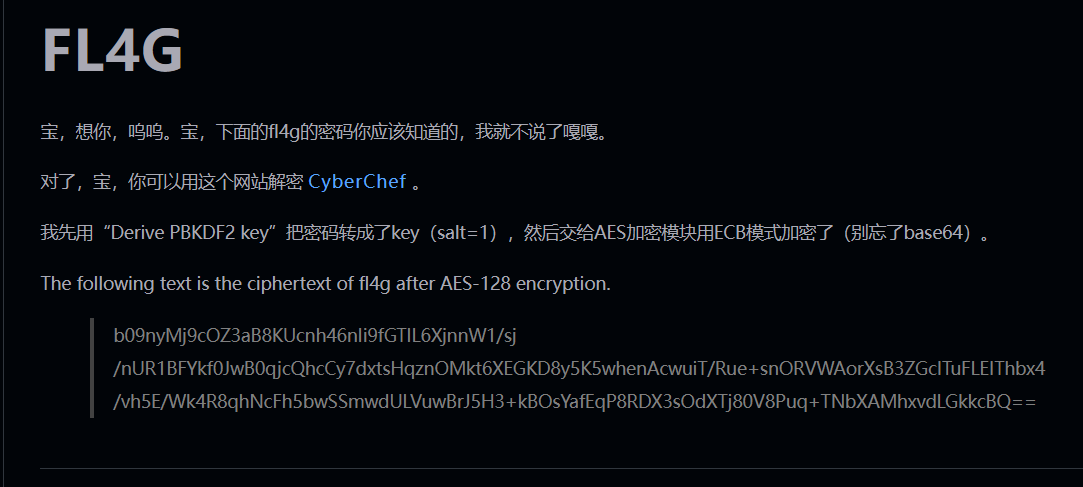 FL4G
宝，想你，呜呜。宝，下面的fl4g的密码你应该知道的，我就不说了嘎嘎。
对了，宝，你可以用这个网站解密 CyberChef 。
我先用“Derive PBKDF2 key”把密码转成了key（salt=1），然后交给AES加密模块用ECB模式加密了（别忘了base64）。
The following text is the ciphertext of fl4g after AES-128 encryption.
b09nyMj9cOZ3aB8KUcnh46nIi9fGTlL6XjnnW1/sj
/nUR1BFYkf0JwB0qjcQhcCy7dxtsHqznOMkt6XEGKD8y5K5whenAcwuiT/Rue+snORVWAorXsB3ZGcITuFLEIThbx4
/vh5E/Wk4R8qhNcFh5bwSSmwdULVuwBrJ5H3+kBOsYafEqP8RDX3sOdXTj80V8Puq+TNbXAMhxvdLGkkcBQ==